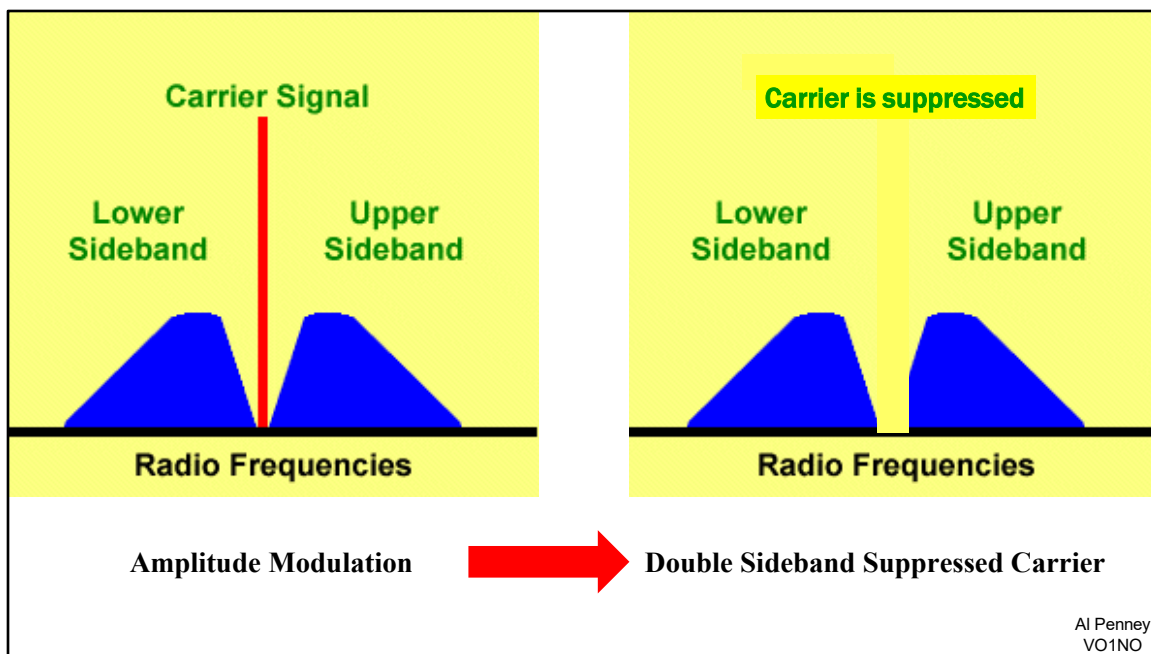 Carrier Signal
Lower
Sideband
Upper
Sideband
Radio Frequencies
Carrier is suppressed
Lower
Sideband
Upper
Sideband
Radio Frequencies
Amplitude Modulation
Double Sideband Suppressed Carrier
Al Penney
VO1NO